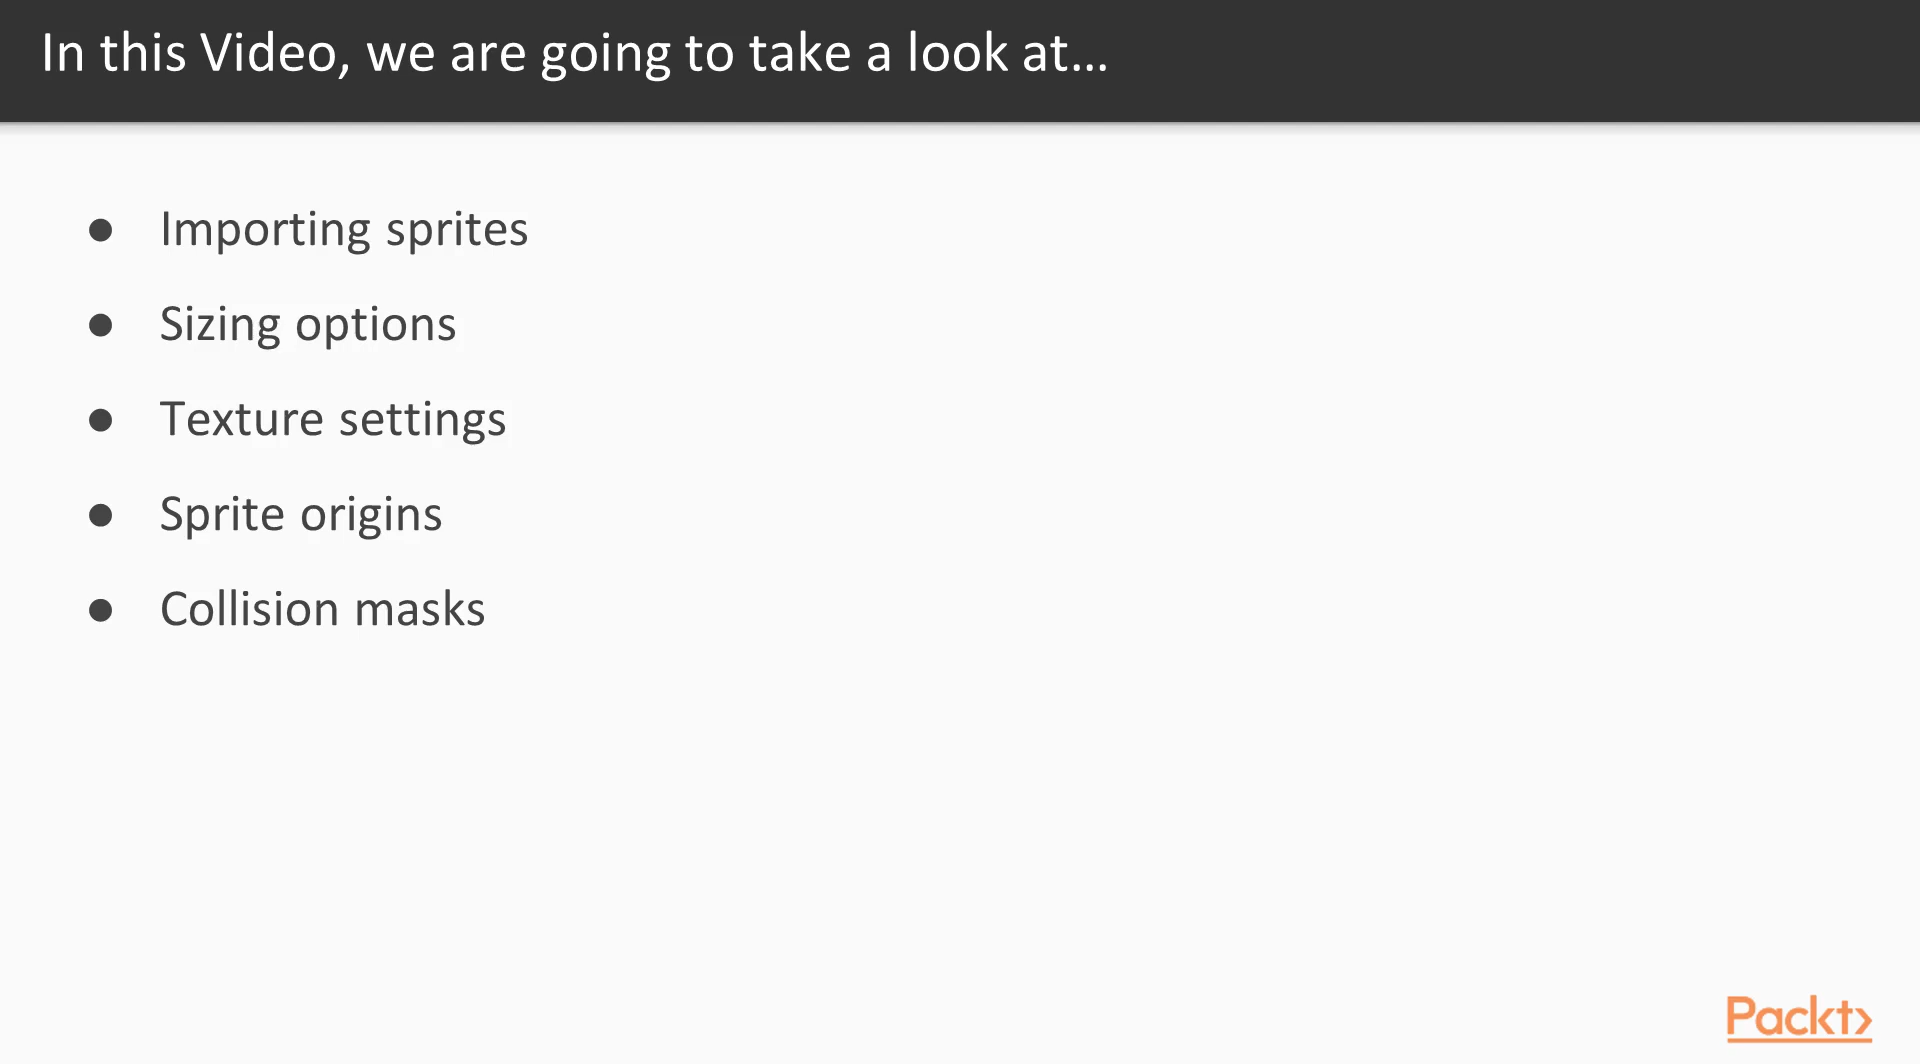 In this Video, we are going to take a look at...
● Importing sprites
● Sizing options
● Texture settings
● Sprite origins
● Collision masks
Packt>